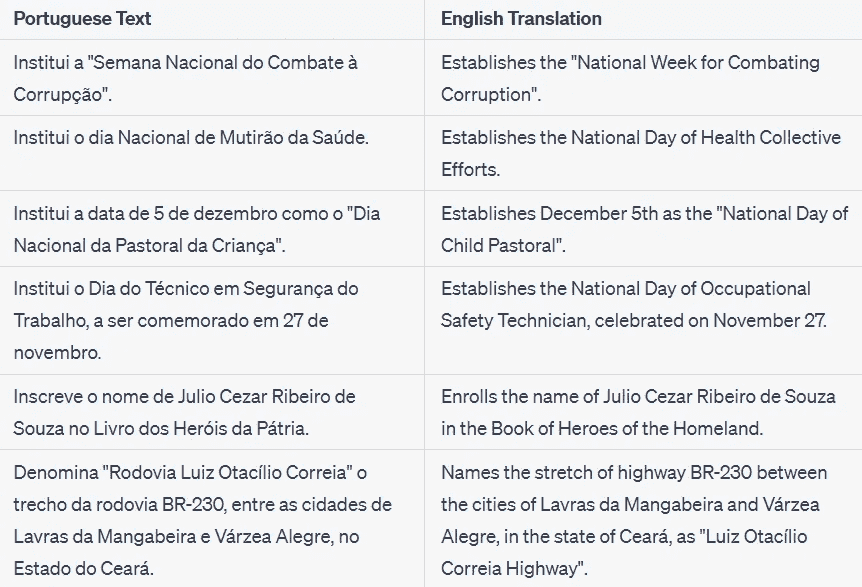 Portuguese Text
English Translation
Institui a "Semana Nacional do Combate à
Corrupção".
Establishes the "National Week for Combating
Corruption".
Institui o dia Nacional de Mutirão da Saúde.
Establishes the National Day of Health Collective
Efforts.
Institui a data de 5 de dezembro como o "Dia
Nacional da Pastoral da Criança".
Establishes December 5th as the "National Day of
Child Pastoral".
Institui o Dia do Técnico em Segurança do
Trabalho, a ser comemorado em 27 de
novembro.
Establishes the National Day of Occupational
Safety Technician, celebrated on November 27.
Inscreve o nome de Julio Cezar Ribeiro de
Souza no Livro dos Heróis da Pátria.
Enrolls the name of Julio Cezar Ribeiro de Souza
in the Book of Heroes of the Homeland.
Denomina "Rodovia Luiz Otacílio Correia" o
trecho da rodovia BR-230, entre as cidades de
Lavras da Mangabeira e Várzea Alegre, no
Estado do Ceará.
Names the stretch of highway BR-230 between
the cities of Lavras da Mangabeira and Várzea
Alegre, in the state of Ceará, as "Luiz Otacílio
Correia Highway".